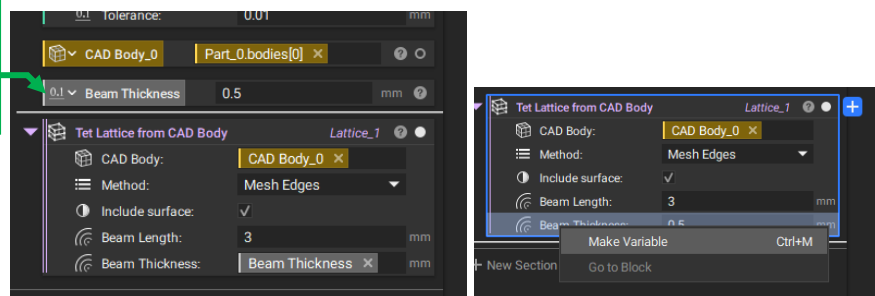 0.1 Tolerance: 0.01 mm
CAD Body_0 Part_0.bodies[0] × ?
0.1 Beam Thickness 0.5 mm ?
Tet Lattice from CAD Body Lattice_1 ?
CAD Body: CAD Body_0 ×
Method: Mesh Edges
Include surface:
Beam Length: 3 mm
Beam Thickness: Beam Thickness × mm
Tet Lattice from CAD Body Lattice_1 ? +
CAD Body: CAD Body_0 ×
Method: Mesh Edges
Include surface:
Beam Length: 3 mm
Beam Thickness: 0.5 mm
Make Variable Ctrl+M
+ New Section
Go to Block